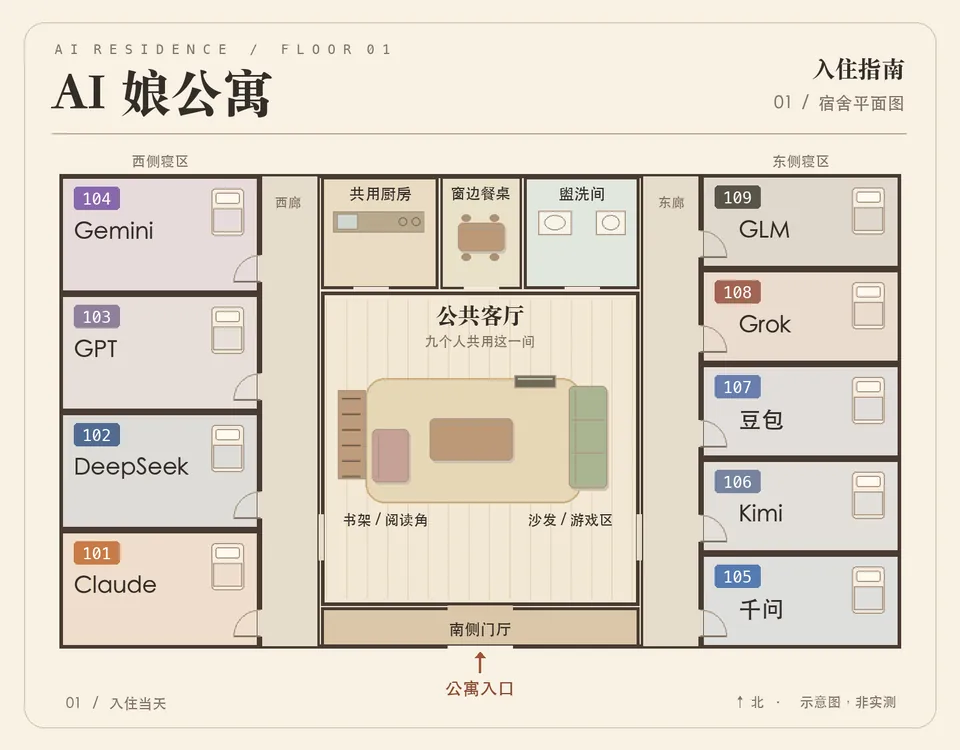 AI RESIDENCE / FLOOR 01
AI 娘公寓
入住指南
01 / 宿舍平面图
西侧寝区
东侧寝区
104
Gemini
103
GPT
102
DeepSeek
101
Claude
西廊
共用厨房
窗边餐桌
盥洗间
东廊
公共客厅
九个人共用这一间
书架 / 阅读角
沙发 / 游戏区
南侧门厅
公寓入口
109
GLM
108
Grok
107
豆包
106
Kimi
105
千问
01 / 入住当天
↑ 北 · 示意图,非实测